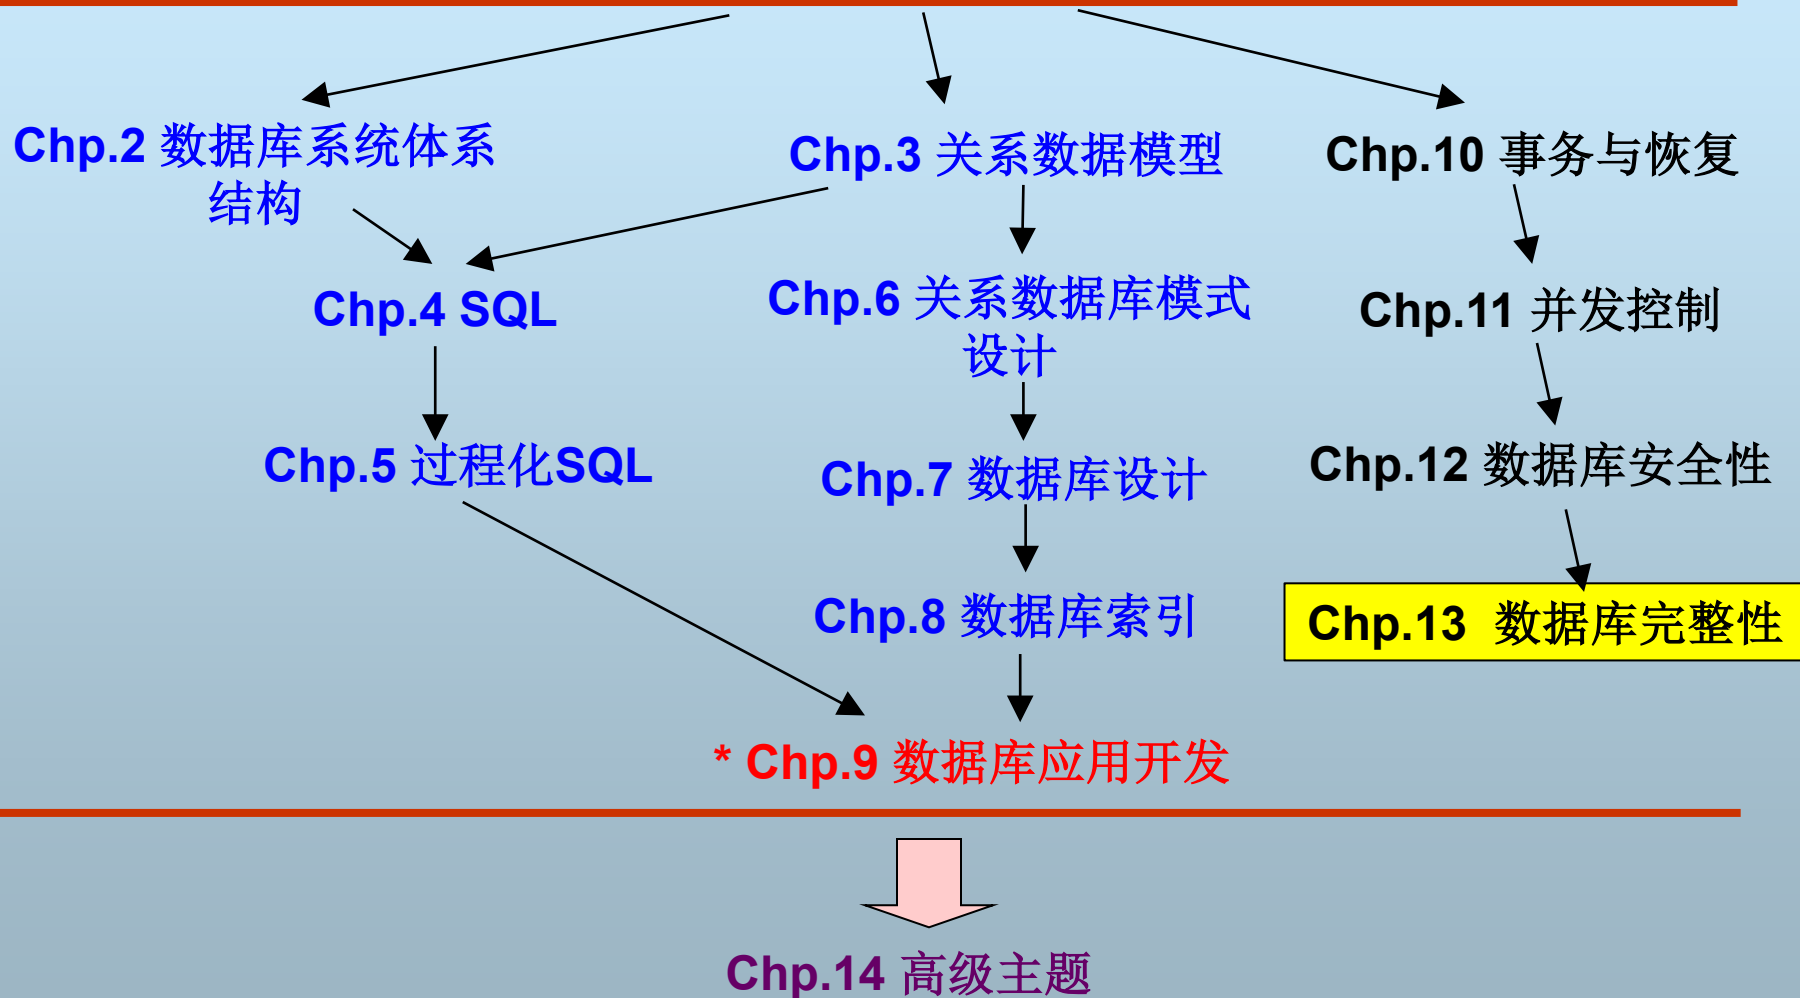 Chp.2 数据库系统体系
结构
Chp.3 关系数据模型
Chp.10 事务与恢复
Chp.4 SQL
Chp.6 关系数据库模式
设计
Chp.11 并发控制
Chp.5 过程化SQL
Chp.7 数据库设计
Chp.12 数据库安全性
Chp.8 数据库索引
Chp.13 数据库完整性
* Chp.9 数据库应用开发
Chp.14 高级主题